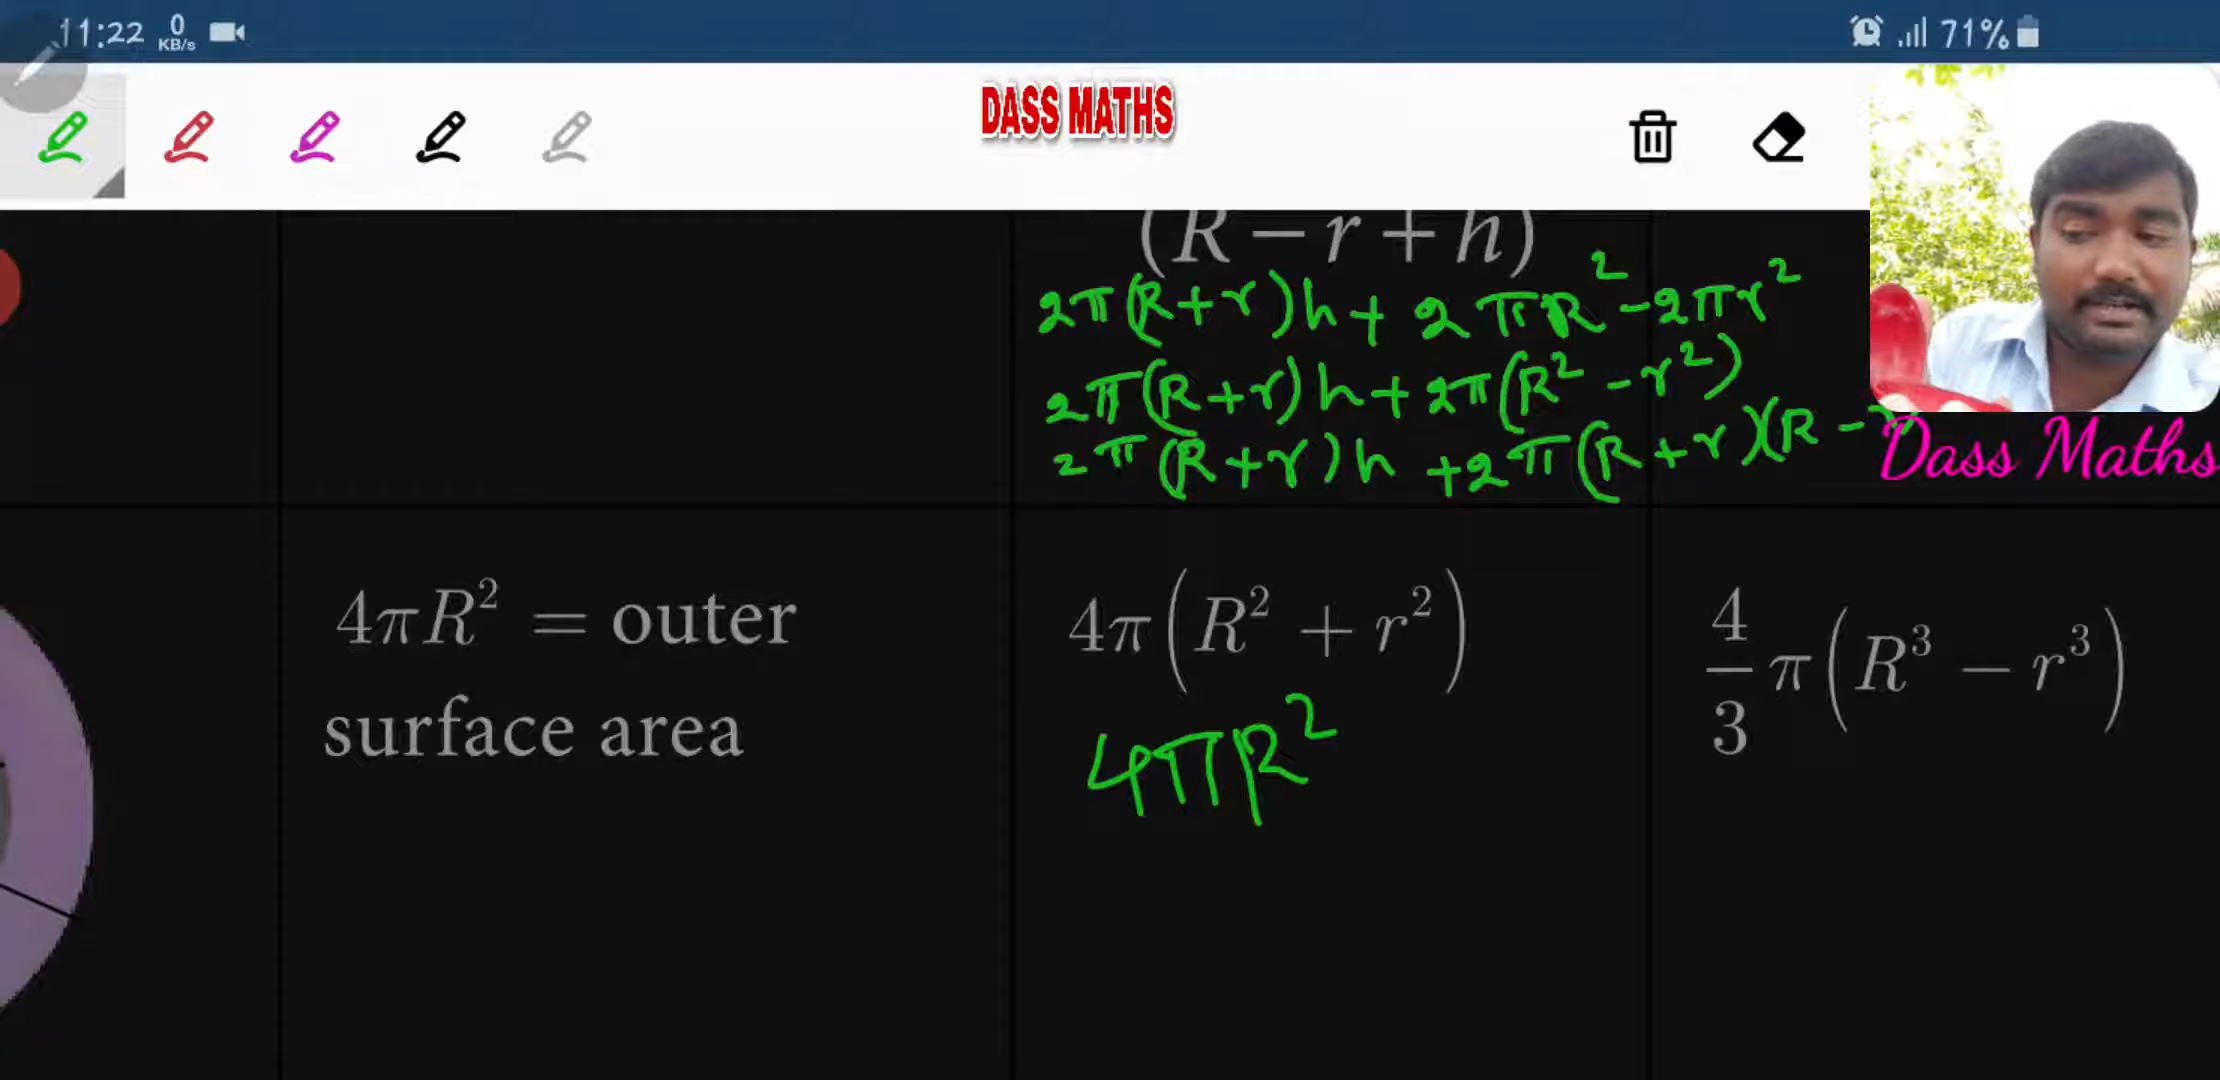 11:22 0 KB/s 71%
DASS MATHS
(R − r + h)
2π(R+r)h + 2πR² − 2πr²
2π(R+r)h + 2π(R² − r²)
2π(R+r)h + 2π(R+r)(R − r
Dass Maths
4πR² = outer
surface area
4π(R² + r²)
4πR²
4/3 π(R³ − r³)